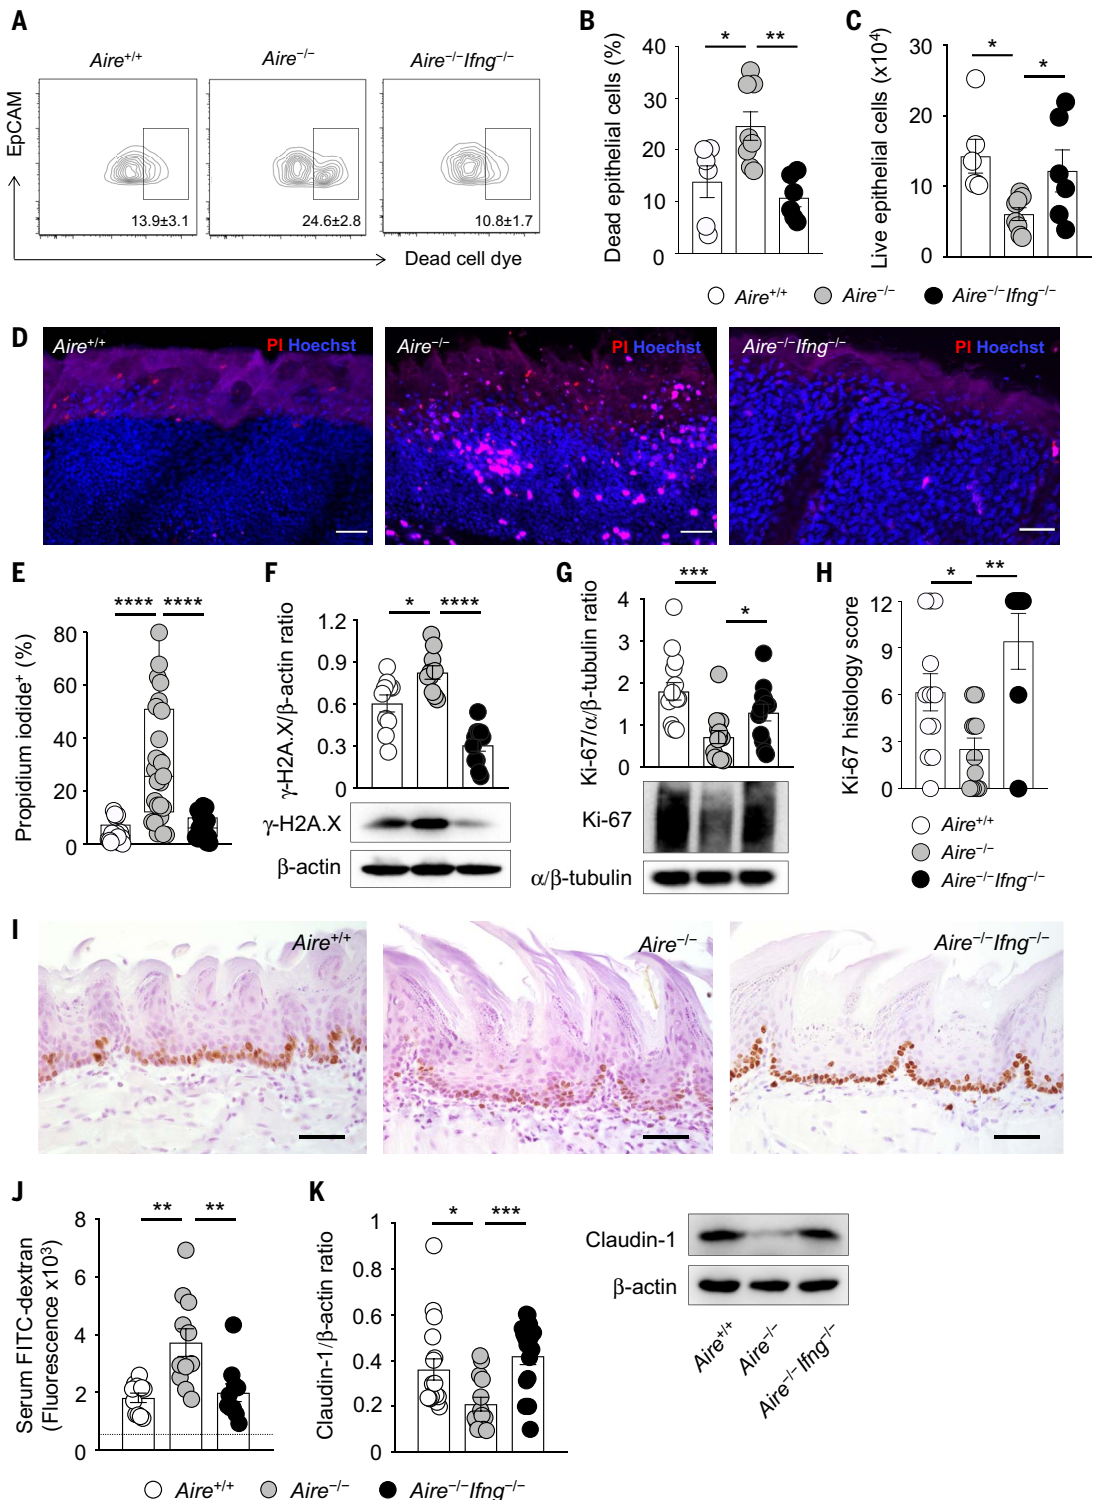 A
Aire+/+
Aire−/−
Aire−/−Ifng−/−
EpCAM
13.9±3.1
24.6±2.8
10.8±1.7
Dead cell dye
B
Dead epithelial cells (%)
40
30
20
10
0
*
**
C
Live epithelial cells (x10⁴)
30
20
10
0
*
*
Aire+/+
Aire−/−
Aire−/−Ifng−/−
D
Aire+/+
PI Hoechst
Aire−/−
PI Hoechst
Aire−/−Ifng−/−
PI Hoechst
E
Propidium iodide+ (%)
80
60
40
20
0
****
****
F
γ-H2A.X/β-actin ratio
1.2
0.9
0.6
0.3
0
*
****
γ-H2A.X
β-actin
G
Ki-67/α/β-tubulin ratio
4
3
2
1
0
***
*
Ki-67
α/β-tubulin
H
Ki-67 histology score
12
9
6
3
0
*
**
Aire+/+
Aire−/−
Aire−/−Ifng−/−
I
Aire+/+
Aire−/−
Aire−/−Ifng−/−
J
Serum FITC-dextran
(Fluorescence x10³)
8
6
4
2
0
**
**
K
Claudin-1/β-actin ratio
1
0.8
0.6
0.4
0.2
0
*
***
Claudin-1
β-actin
Aire+/+
Aire−/−
Aire−/−Ifng−/−
Aire+/+
Aire−/−
Aire−/−Ifng−/−